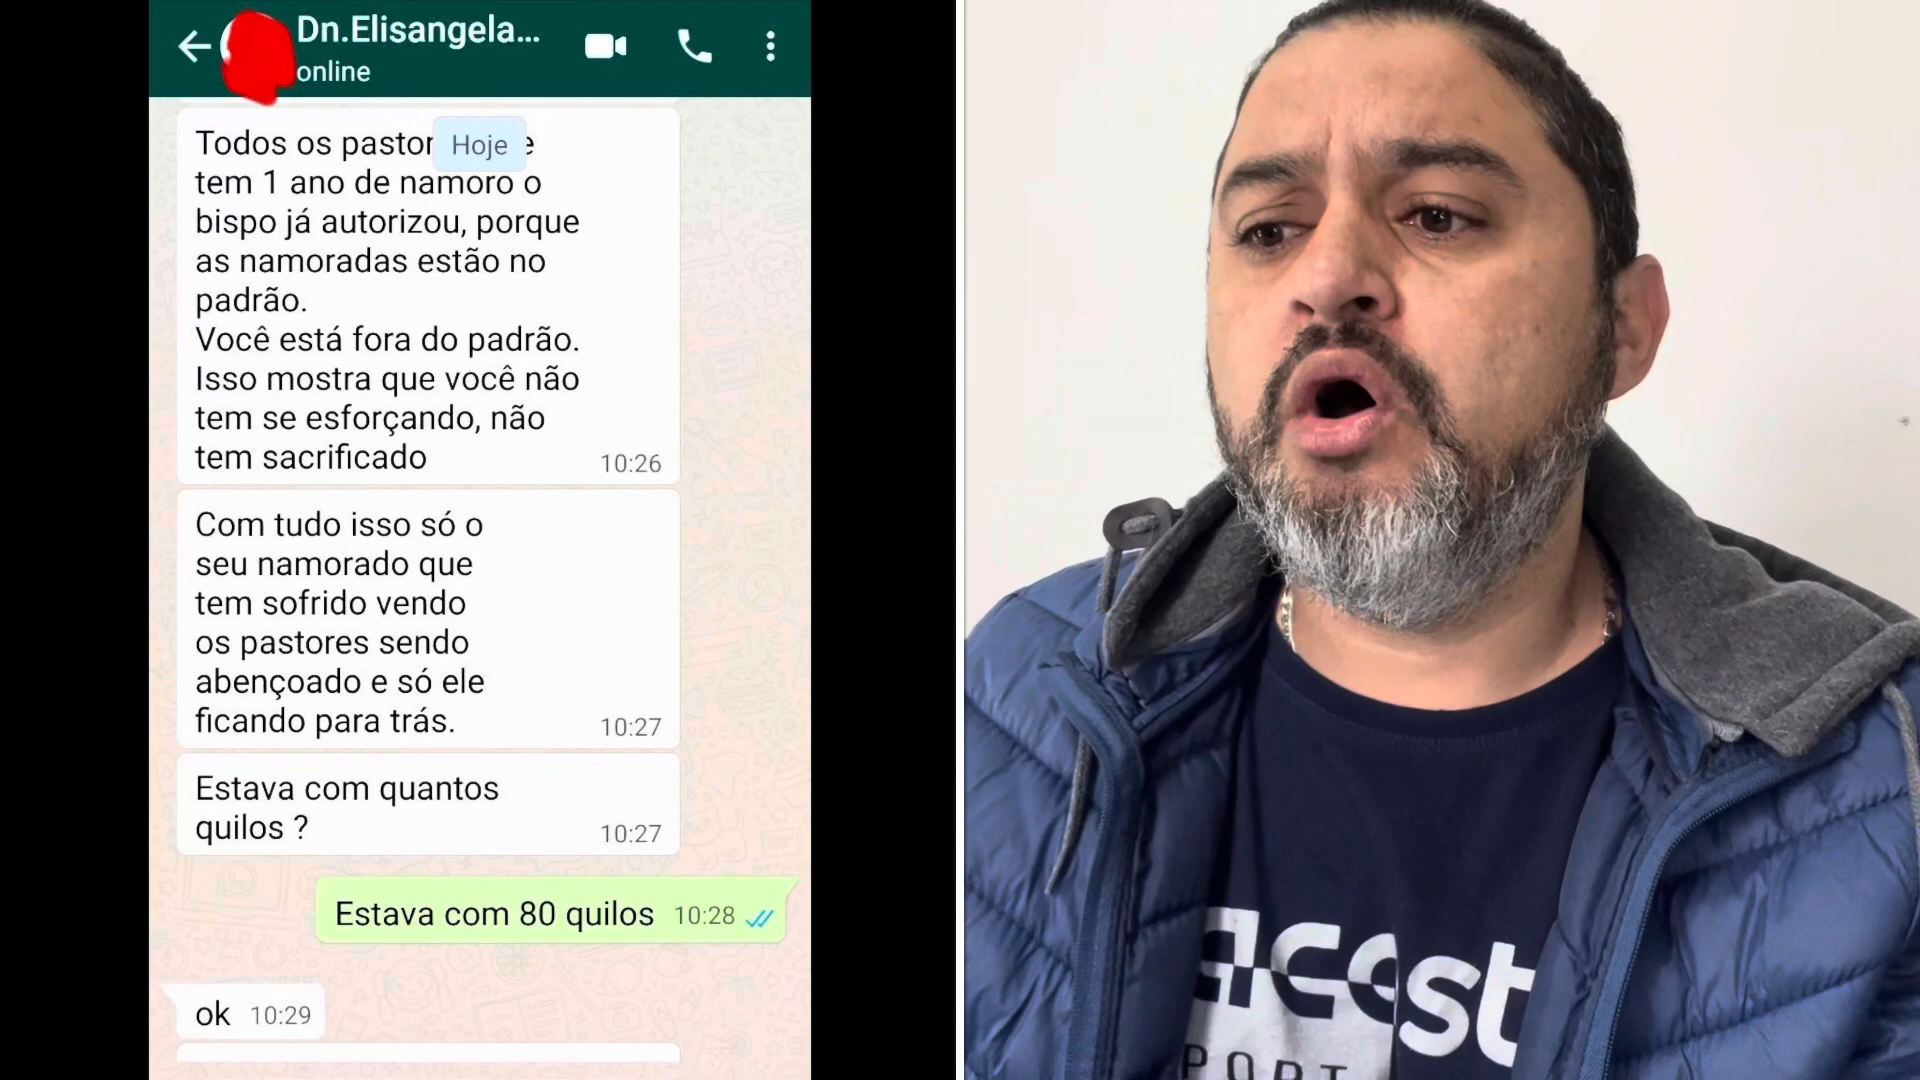 Dn.Elisangela...
online
Hoje
Todos os pastor e
tem 1 ano de namoro o
bispo já autorizou, porque
as namoradas estão no
padrão.
Você está fora do padrão.
Isso mostra que você não
tem se esforçando, não
tem sacrificado
10:26
Com tudo isso só o
seu namorado que
tem sofrido vendo
os pastores sendo
abençoado e só ele
ficando para trás.
10:27
Estava com quantos
quilos ?
10:27
Estava com 80 quilos 10:28
ok 10:29